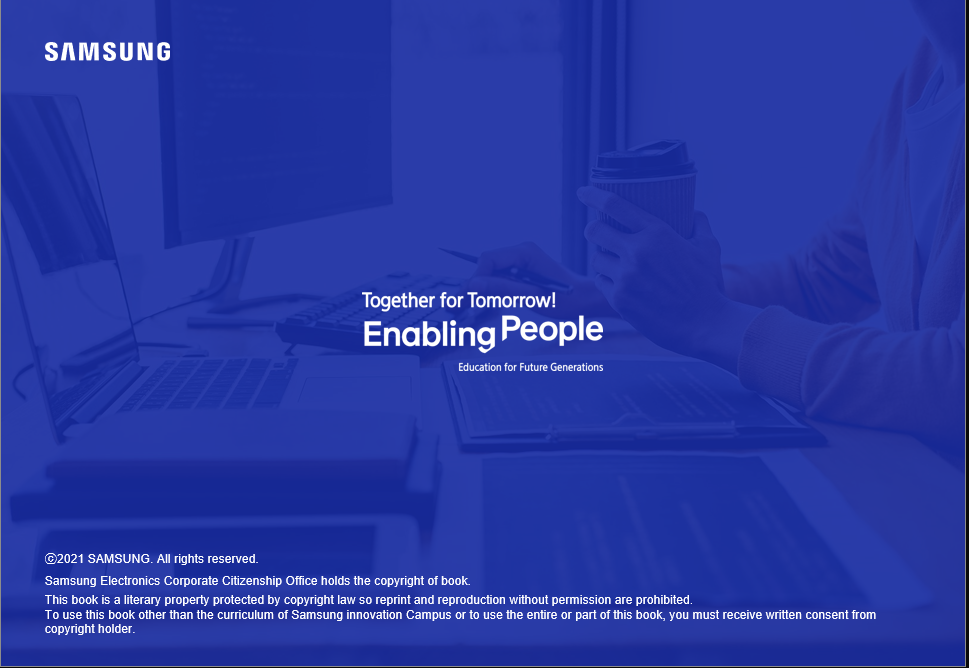 SAMSUNG
Together for Tomorrow!
Enabling People
Education for Future Generations
ⓒ2021 SAMSUNG. All rights reserved.
Samsung Electronics Corporate Citizenship Office holds the copyright of book.
This book is a literary property protected by copyright law so reprint and reproduction without permission are prohibited.
To use this book other than the curriculum of Samsung innovation Campus or to use the entire or part of this book, you must receive written consent from
copyright holder.